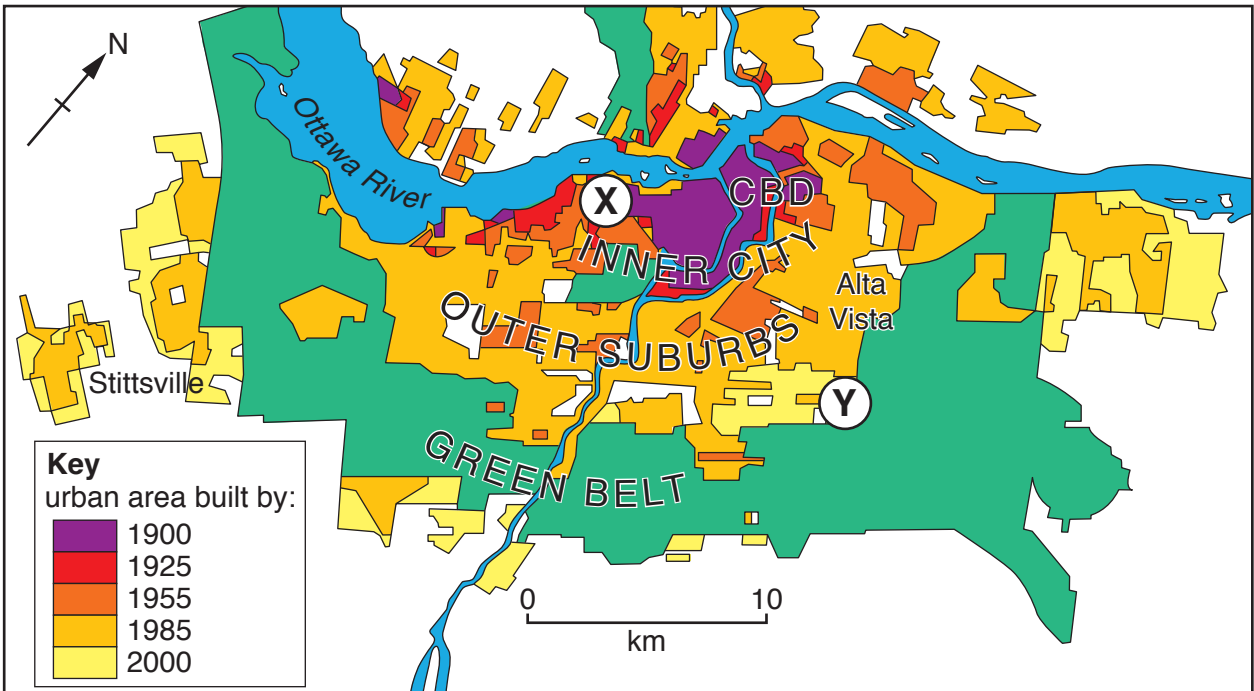 N
Ottawa River
X
CBD
INNER CITY
Alta
Vista
OUTER SUBURBS
Stittsville
Y
GREEN BELT
Key
urban area built by:
1900
1925
1955
1985
2000
0 10
km